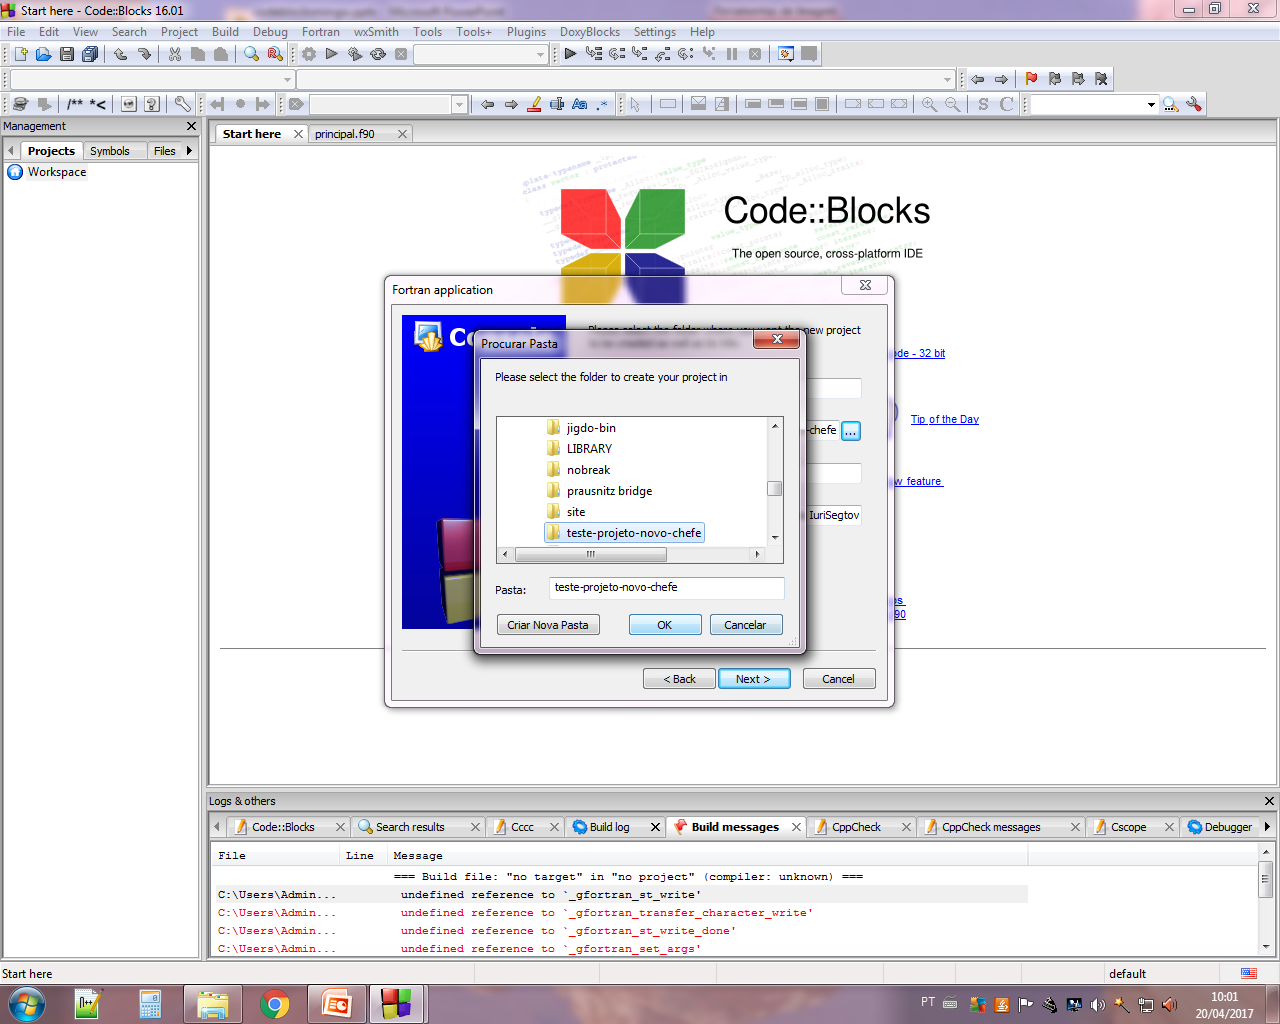 Start here - Code::Blocks 16.01
File Edit View Search Project Build Debug Fortran wxSmith Tools Tools+ Plugins DoxyBlocks Settings Help
/** *<
Aa .*
S C
Management
Projects Symbols Files
Workspace
Start here principal.f90
Code::Blocks
The open source, cross-platform IDE
Fortran application
new project
ode - 32 bit
Tip of the Day
-chefe ...
w feature
IuriSegtov
90
Procurar Pasta
Please select the folder to create your project in
jigdo-bin
LIBRARY
nobreak
prausnitz bridge
site
teste-projeto-novo-chefe
Pasta: teste-projeto-novo-chefe
Criar Nova Pasta OK Cancelar
< Back Next > Cancel
Logs & others
Code::Blocks Search results Cccc Build log Build messages CppCheck CppCheck messages Cscope Debugger
File Line Message
=== Build file: "no target" in "no project" (compiler: unknown) ===
C:\Users\Admin... undefined reference to `_gfortran_st_write'
C:\Users\Admin... undefined reference to `_gfortran_transfer_character_write'
C:\Users\Admin... undefined reference to `_gfortran_st_write_done'
C:\Users\Admin... undefined reference to `_gfortran_set_args'
Start here default
PT 10:01
20/04/2017